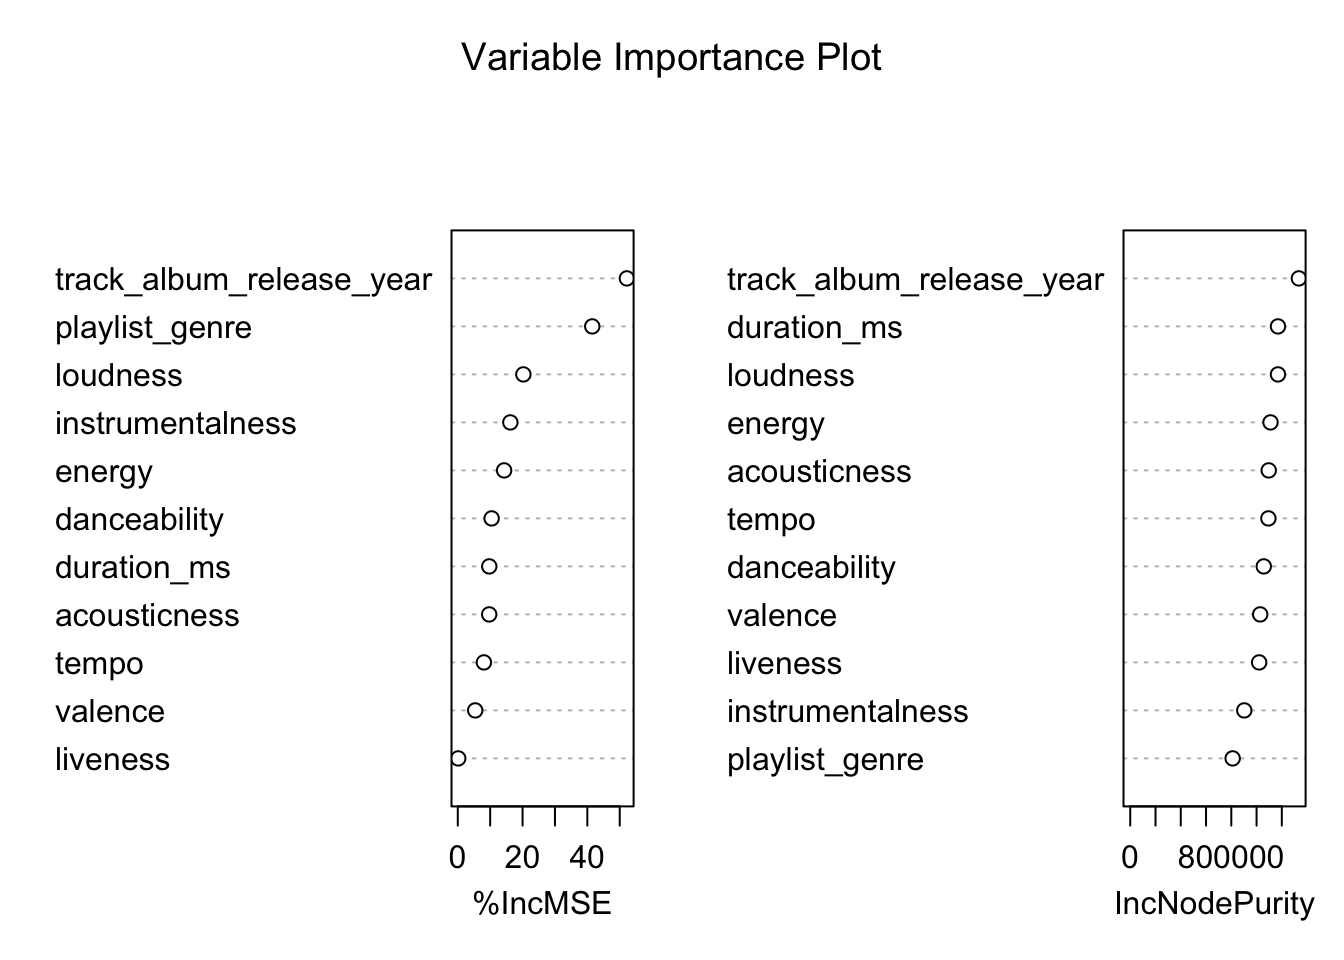 Variable Importance Plot
track_album_release_year
playlist_genre
loudness
instrumentalness
energy
danceability
duration_ms
acousticness
tempo
valence
liveness
0 20 40
%IncMSE
track_album_release_year
duration_ms
loudness
energy
acousticness
tempo
danceability
valence
liveness
instrumentalness
playlist_genre
0 800000
IncNodePurity